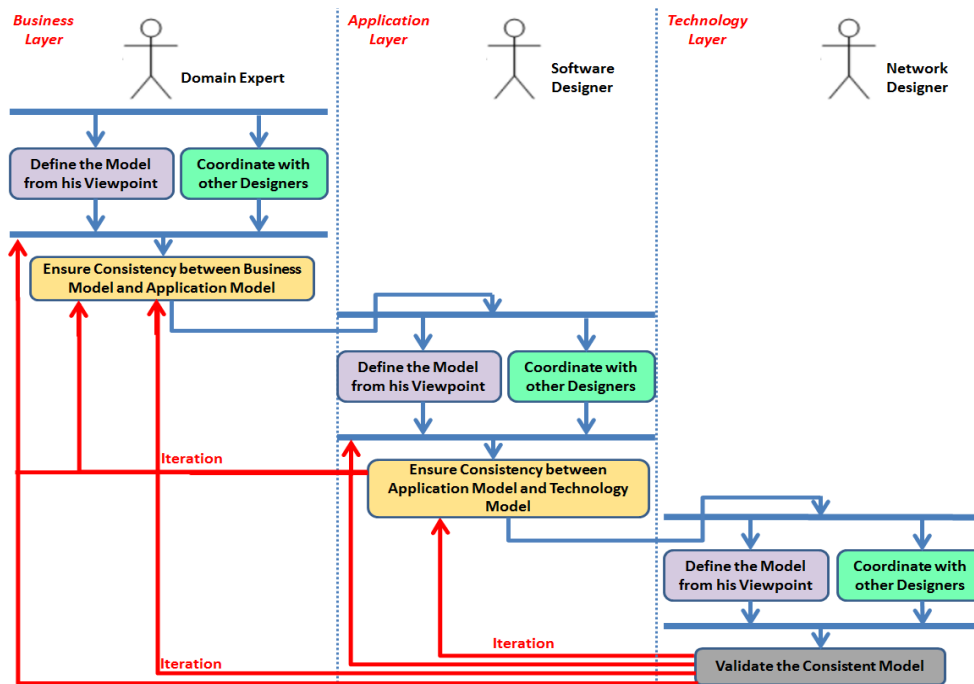 Business
Layer
Domain Expert
Application
Layer
Software
Designer
Technology
Layer
Network
Designer
Define the Model
from his Viewpoint
Coordinate with
other Designers
Ensure Consistency between Business
Model and Application Model
Define the Model
from his Viewpoint
Coordinate with
other Designers
Iteration
Ensure Consistency between
Application Model and Technology
Model
Define the Model
from his Viewpoint
Coordinate with
other Designers
Iteration
Iteration
Validate the Consistent Model